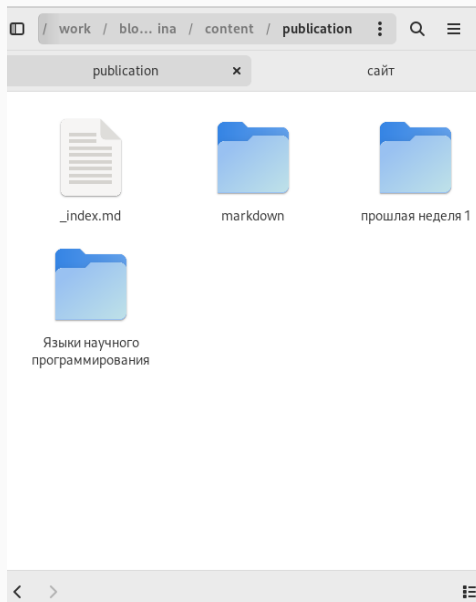 / work / blo... ina / content / publication
publication
сайт
_index.md
markdown
прошлая неделя 1
Языки научного
программирования